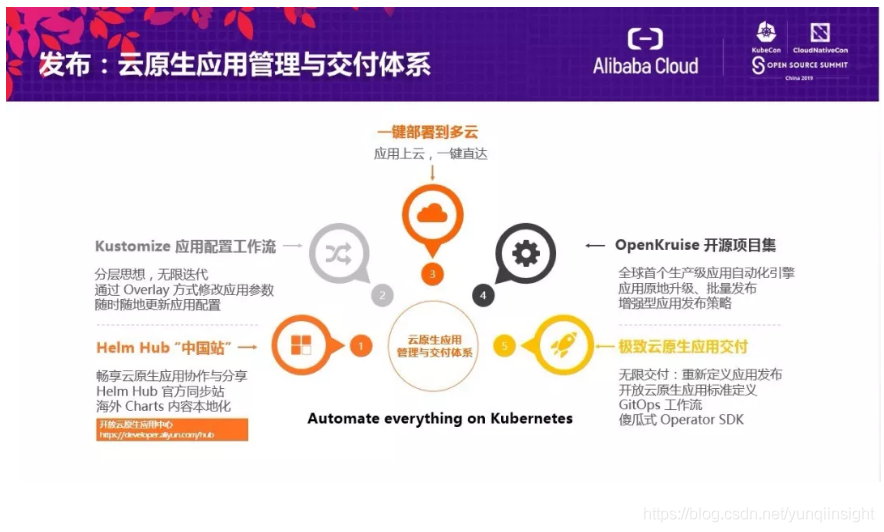 发布：云原生应用管理与交付体系
Alibaba Cloud
KubeCon
CloudNativeCon
OPEN SOURCE SUMMIT
China 2019
一键部署到多云
应用上云，一键直达
Kustomize 应用配置工作流
分层思想，无限迭代
通过 Overlay 方式修改应用参数
随时随地更新应用配置
OpenKruise 开源项目集
全球首个生产级应用自动化引擎
应用原地升级、批量发布
增强型应用发布策略
3
2
4
Helm Hub “中国站”
畅享云原生应用协作与分享
Helm Hub 官方同步站
海外 Charts 内容本地化
开放云原生应用中心
https://developer.aliyun.com/hub
1
云原生应用
管理与交付体系
5
极致云原生应用交付
无限交付：重新定义应用发布
开放云原生应用标准定义
GitOps 工作流
傻瓜式 Operator SDK
Automate everything on Kubernetes
https://blog.csdn.net/yunqiinsight